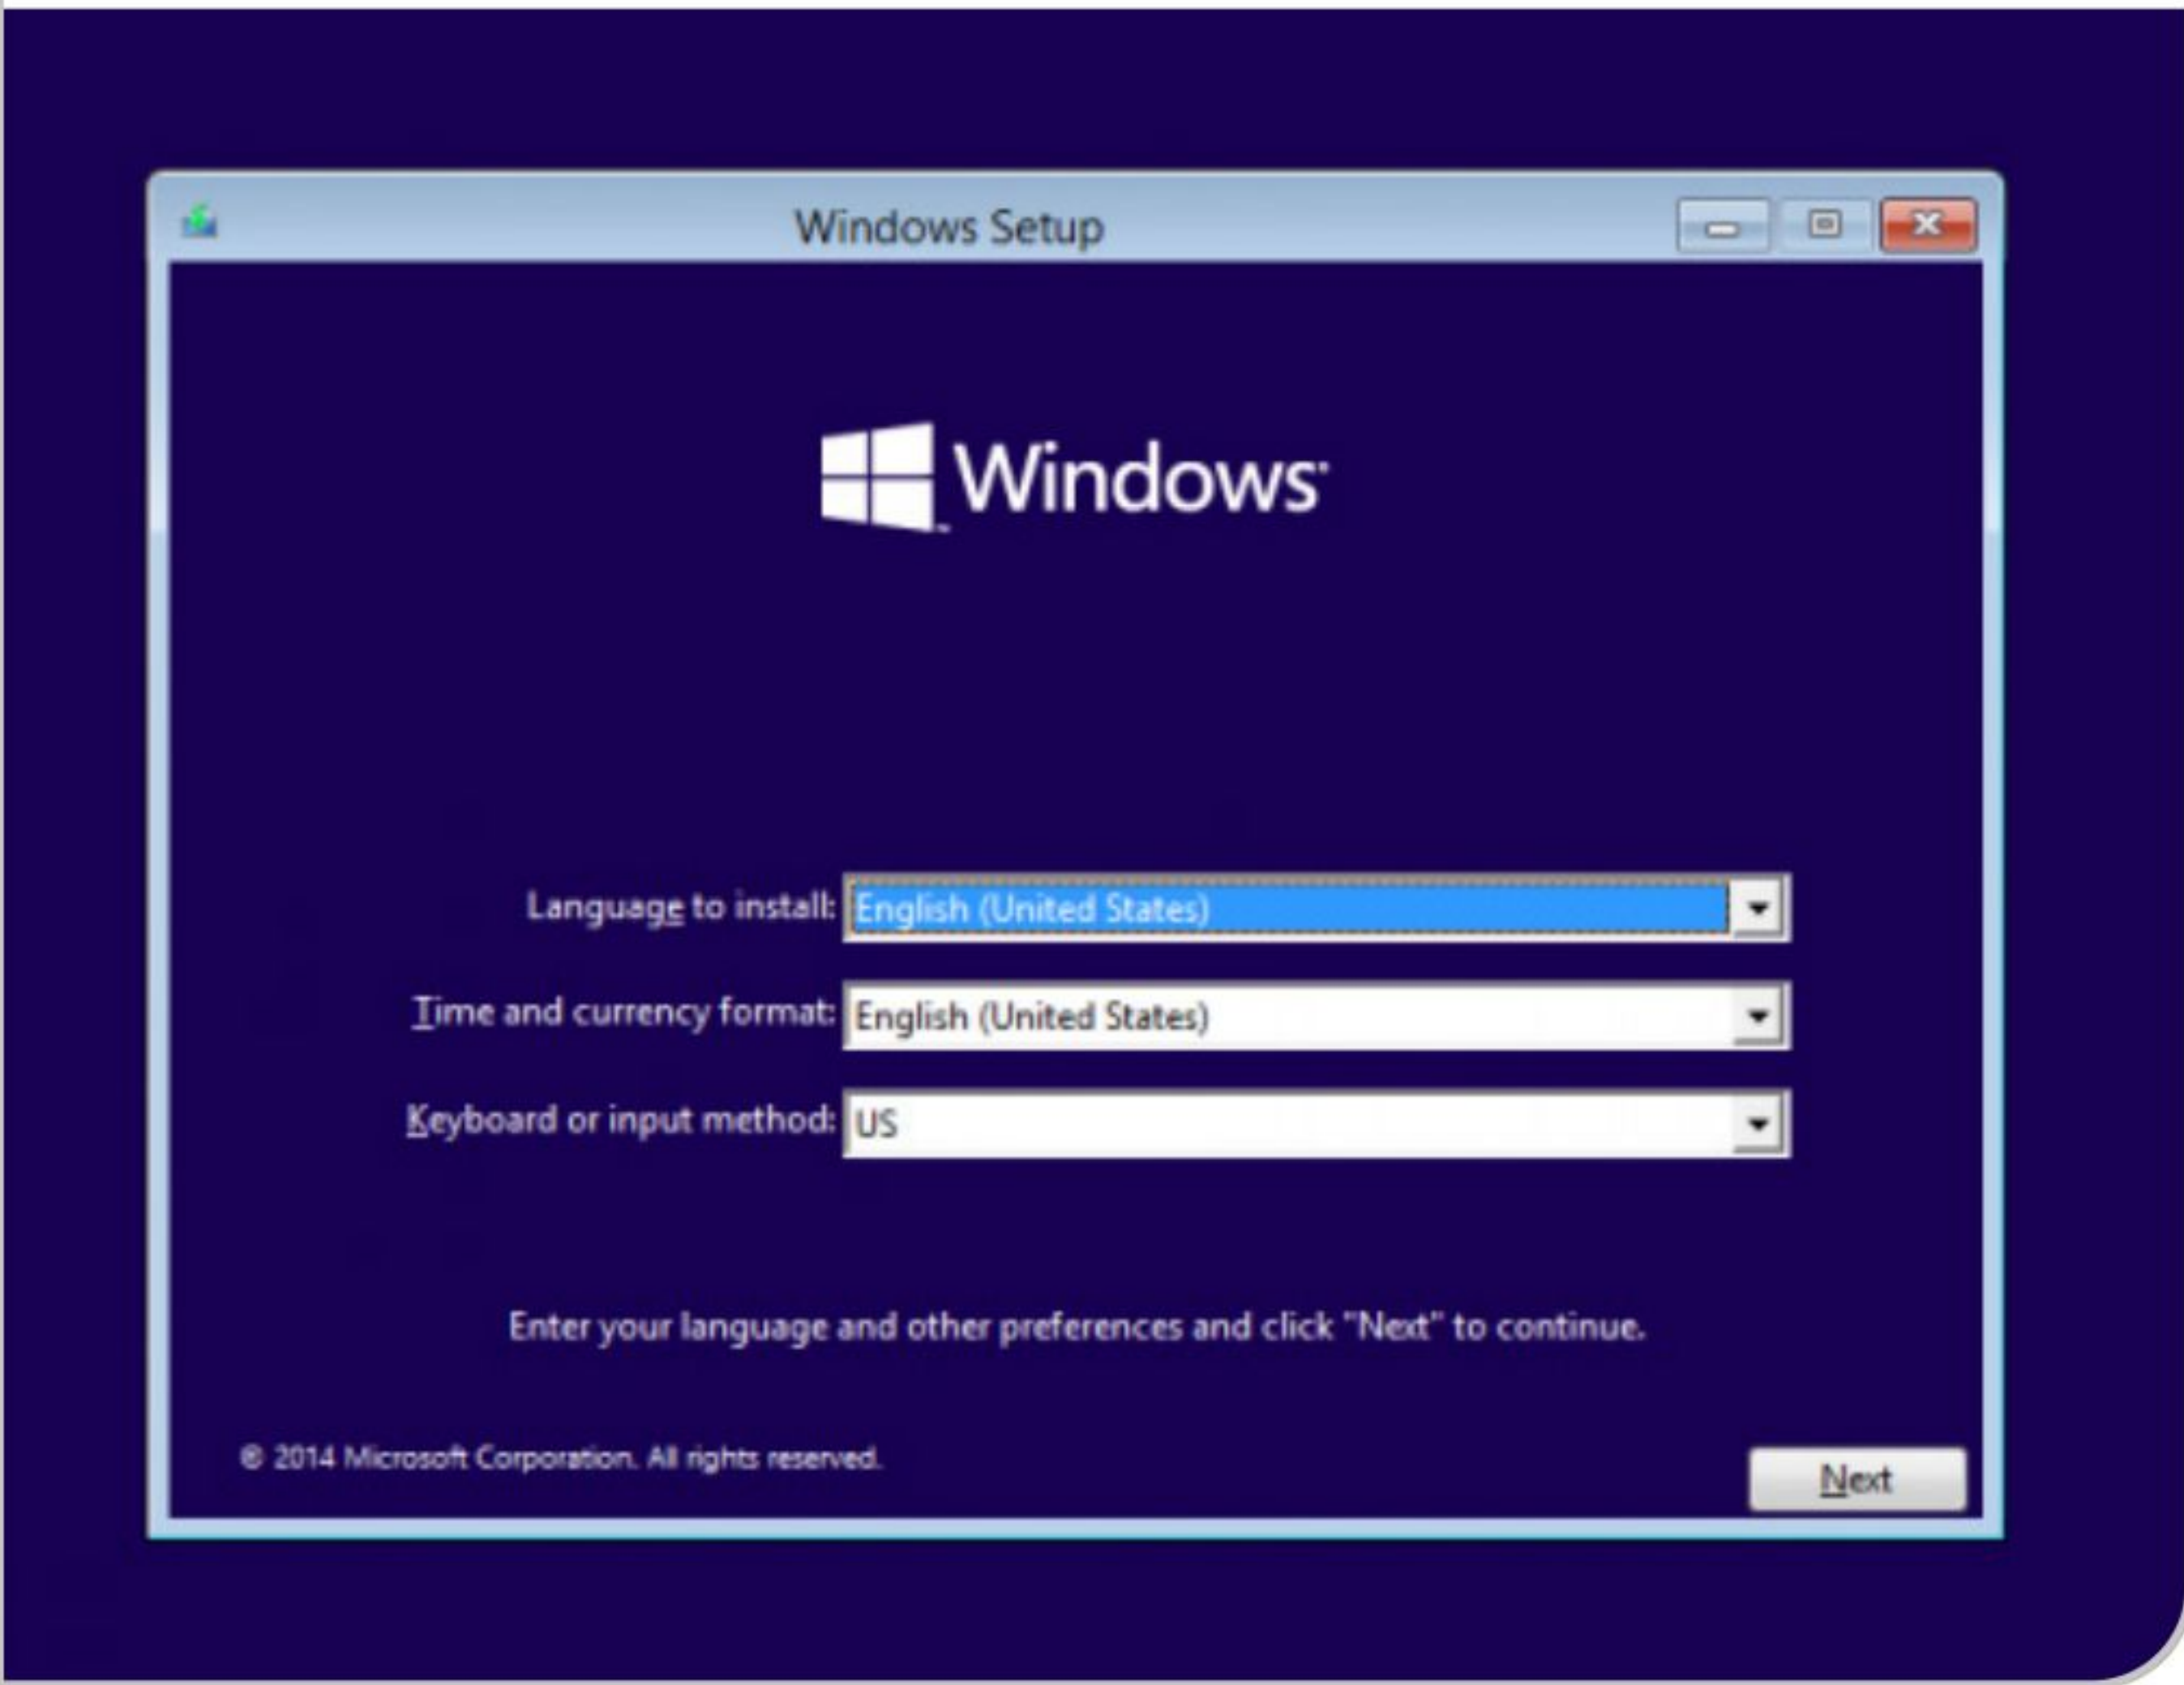 Windows Setup
Windows
Language to install: English (United States)
Time and currency format: English (United States)
Keyboard or input method: US
Enter your language and other preferences and click "Next" to continue.
© 2014 Microsoft Corporation. All rights reserved.
Next